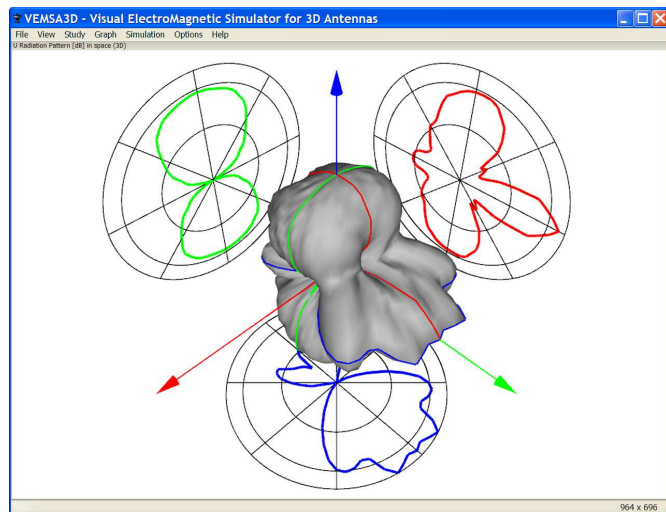 VEMSA3D - Visual ElectroMagnetic Simulator for 3D Antennas
File View Study Graph Simulation Options Help
U Radiation Pattern [dB] in space (3D)
964 x 696